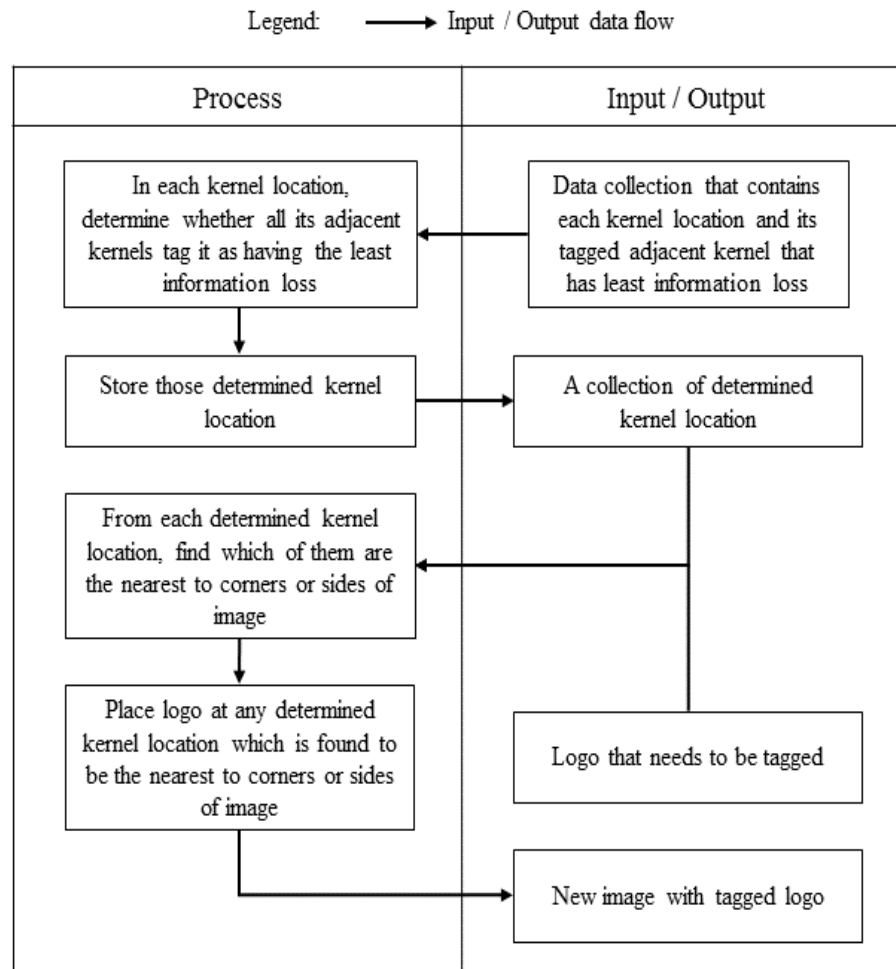 Legend:
Input / Output data flow
Process
Input / Output
In each kernel location,
determine whether all its adjacent
kernels tag it as having the least
information loss
Data collection that contains
each kernel location and its
tagged adjacent kernel that
has least information loss
Store those determined kernel
location
A collection of determined
kernel location
From each determined kernel
location, find which of them are
the nearest to corners or sides of
image
Place logo at any determined
kernel location which is found to
be the nearest to corners or sides
of image
Logo that needs to be tagged
New image with tagged logo